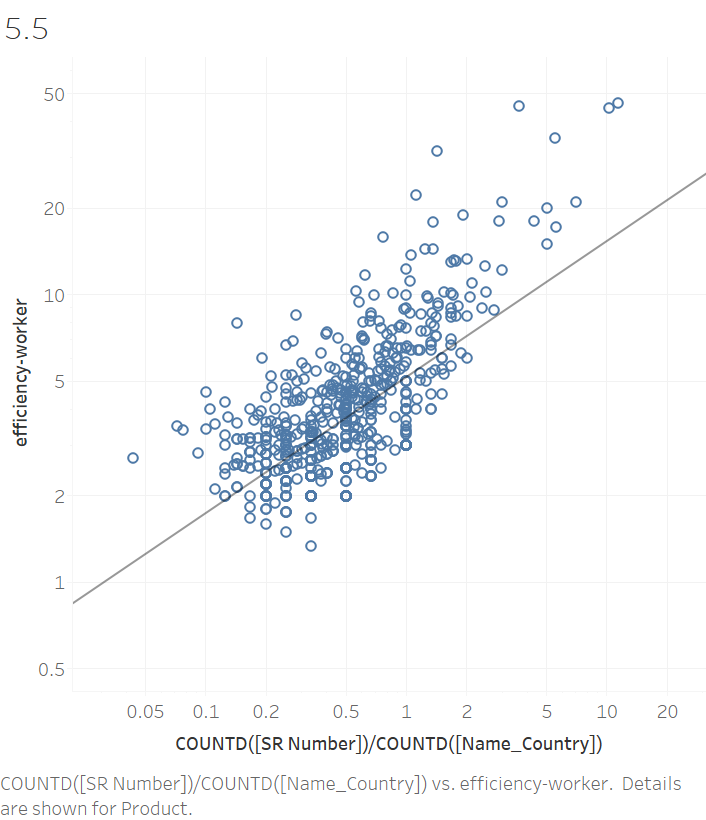 5.5
50
20
10
5
2
1
0.5
efficiency-worker
0.05 0.1 0.2 0.5 1 2 5 10 20
COUNTD([SR Number])/COUNTD([Name_Country])
COUNTD([SR Number])/COUNTD([Name_Country]) vs. efficiency-worker. Details
are shown for Product.